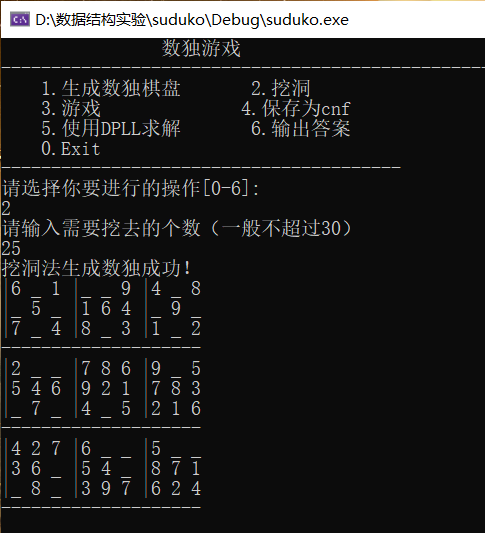 D:\数据结构实验\suduko\Debug\suduko.exe
数独游戏
------------------------------------------------
1.生成数独棋盘 2.挖洞
3.游戏 4.保存为cnf
5.使用DPLL求解 6.输出答案
0.Exit
----------------------------------------
请选择你要进行的操作[0-6]:
2
请输入需要挖去的个数（一般不超过30）
25
挖洞法生成数独成功!
|6 _ 1 |_ _ 9 |4 _ 8
|_ 5 _ |1 6 4 |_ 9 _
|7 _ 4 |8 _ 3 |1 _ 2
--------------------
|2 _ _ |7 8 6 |9 _ 5
|5 4 6 |9 2 1 |7 8 3
|_ 7 _ |4 _ 5 |2 1 6
--------------------
|4 2 7 |6 _ _ |5 _ _
|3 6 _ |5 4 _ |8 7 1
|_ 8 _ |3 9 7 |6 2 4
--------------------